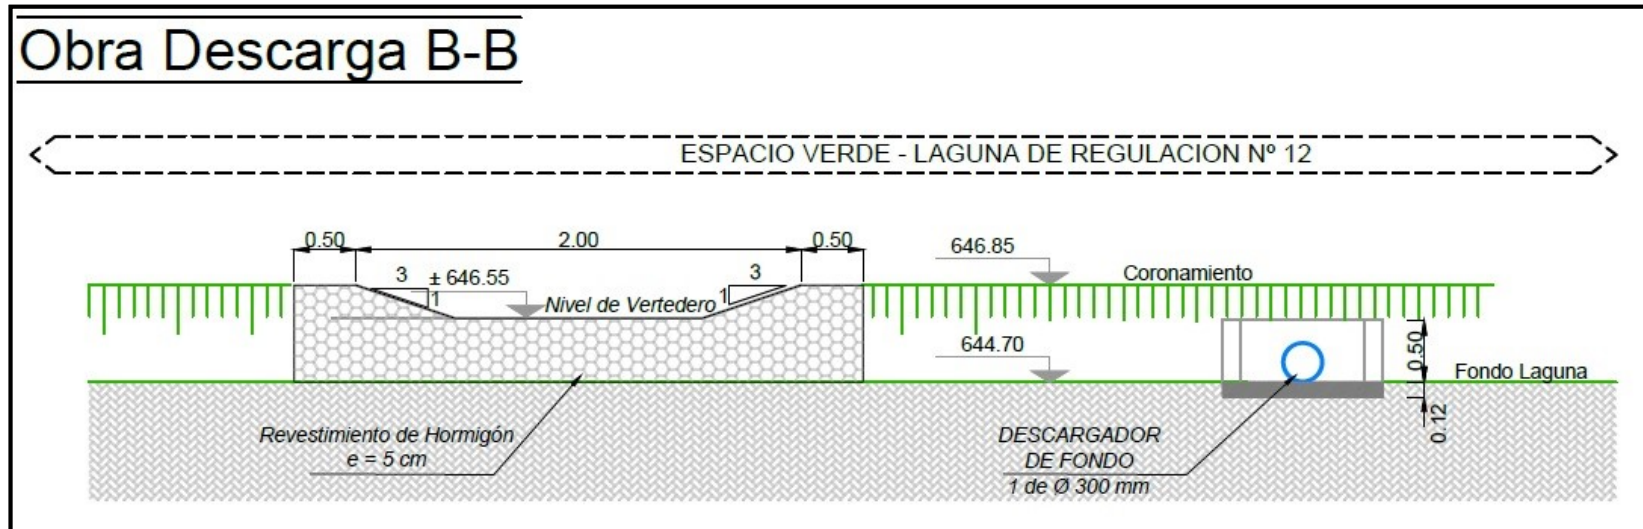 Obra Descarga B-B
ESPACIO VERDE - LAGUNA DE REGULACION Nº 12
0.50
2.00
0.50
646.85
3
± 646.55
3
Coronamiento
1
1
Nivel de Vertedero
644.70
0.50
Fondo Laguna
0.12
Revestimiento de Hormigón
e = 5 cm
DESCARGADOR
DE FONDO
1 de Ø 300 mm